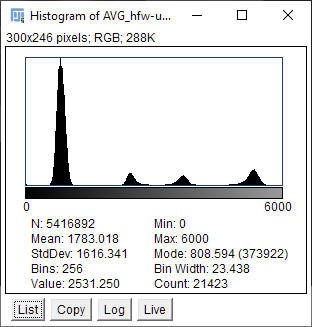 Histogram of AVG_hfw-u...
300x246 pixels; RGB; 288K
0 6000
N: 5416892 Min: 0
Mean: 1783.018 Max: 6000
StdDev: 1616.341 Mode: 808.594 (373922)
Bins: 256 Bin Width: 23.438
Value: 2531.250 Count: 21423
List Copy Log Live